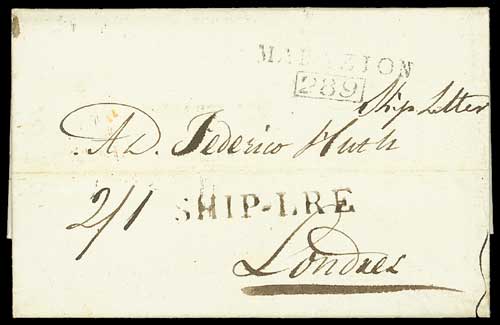 MARAZION
289
Ship Letter
A D. Federico Huth
2/1 SHIP-LRE
Londres